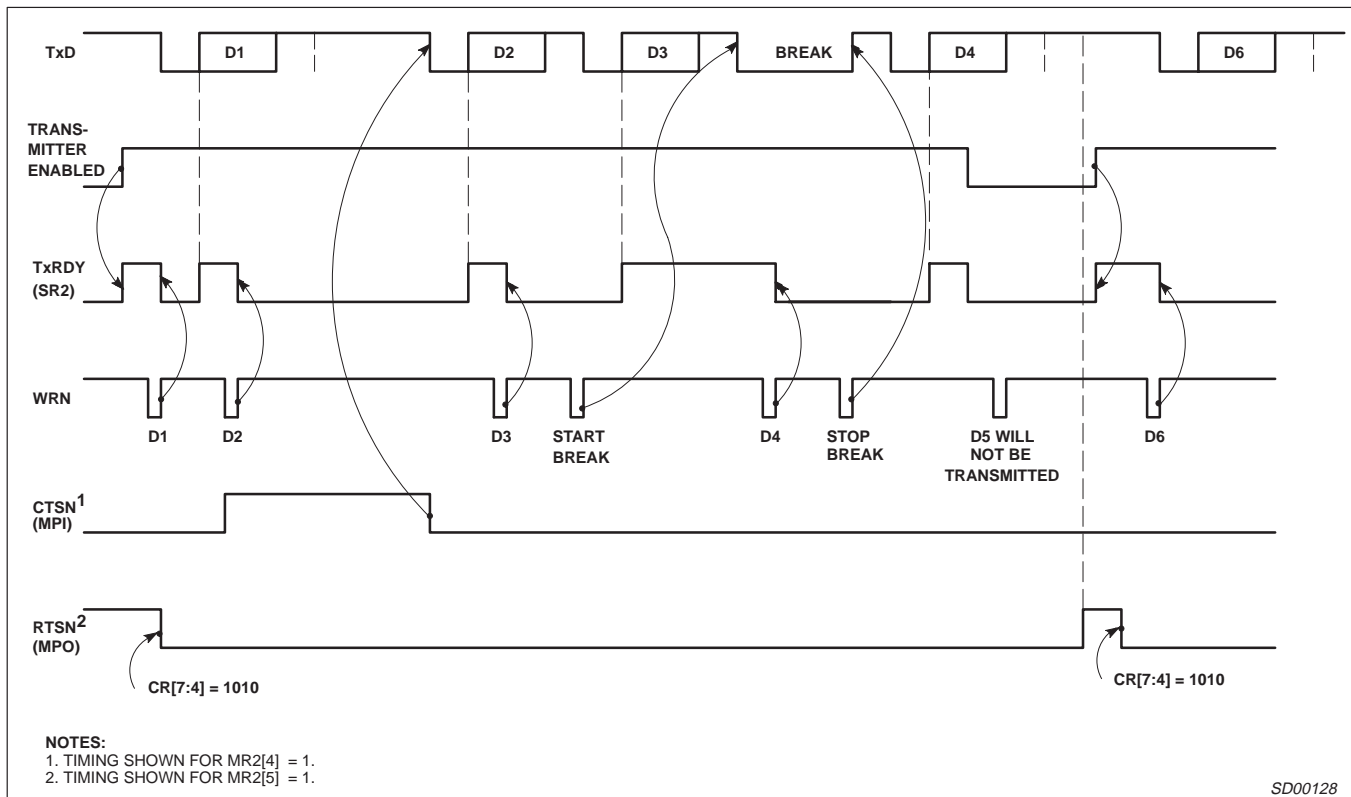 TxD
D1
D2
D3
BREAK
D4
D6
TRANS-
MITTER
ENABLED
TxRDY
(SR2)
WRN
D1
D2
D3
START
BREAK
D4
STOP
BREAK
D5 WILL
NOT BE
TRANSMITTED
D6
CTSN1
(MPI)
RTSN2
(MPO)
CR[7:4] = 1010
CR[7:4] = 1010
NOTES:
1. TIMING SHOWN FOR MR2[4] = 1.
2. TIMING SHOWN FOR MR2[5] = 1.
SD00128